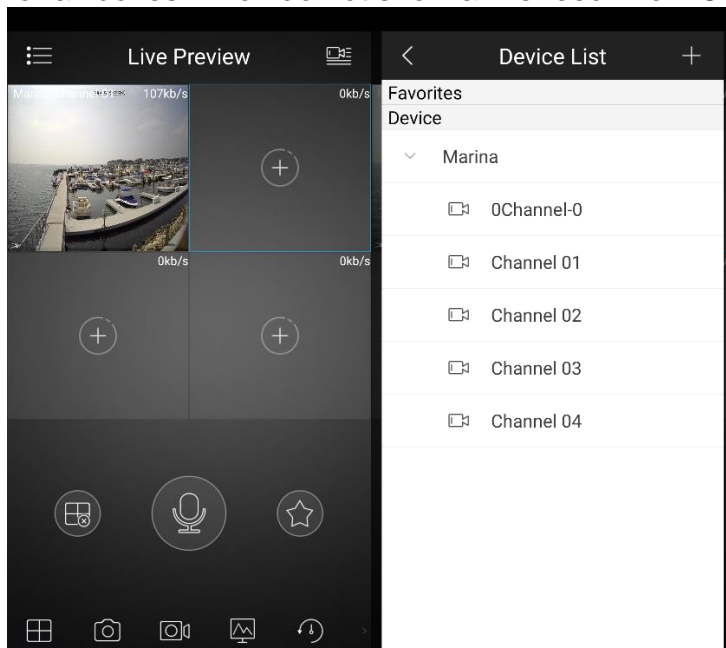 Live Preview
107kb/s
0kb/s
0kb/s
0kb/s
Device List
Favorites
Device
Marina
0Channel-0
Channel 01
Channel 02
Channel 03
Channel 04